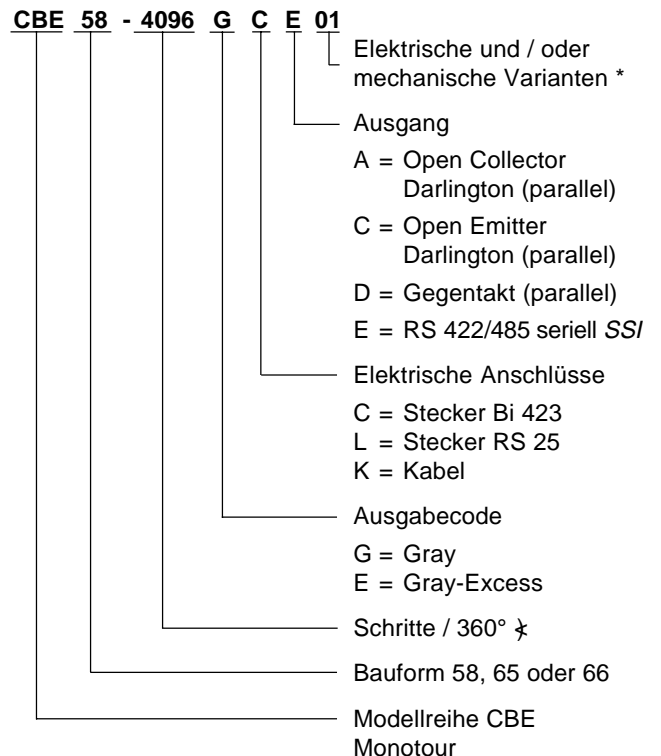 CBE 58 - 4096 G C E 01
Elektrische und / oder
mechanische Varianten *
Ausgang
A = Open Collector
Darlington (parallel)
C = Open Emitter
Darlington (parallel)
D = Gegentakt (parallel)
E = RS 422/485 seriell SSI
Elektrische Anschlüsse
C = Stecker Bi 423
L = Stecker RS 25
K = Kabel
Ausgabecode
G = Gray
E = Gray-Excess
Schritte / 360° ∢
Bauform 58, 65 oder 66
Modellreihe CBE
Monotour